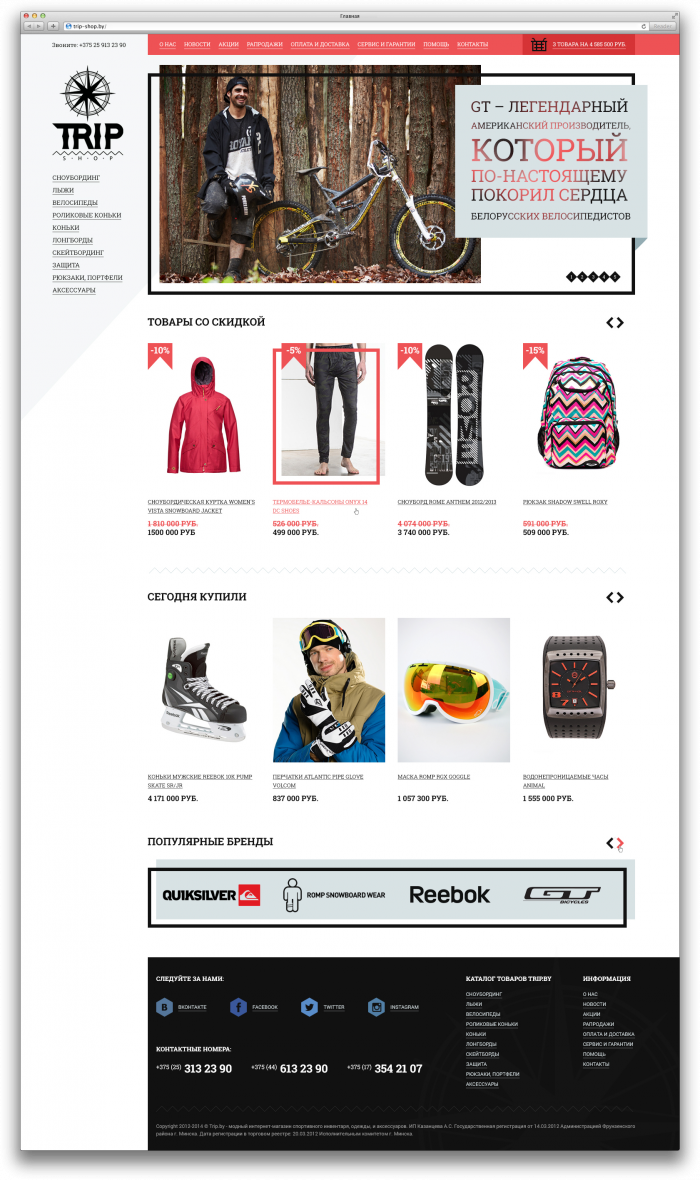 Главная
trip-shop.by/
Reader
Звоните: +375 25 913 23 90
О НАС НОВОСТИ АКЦИИ РАПРОДАЖИ ОПЛАТА И ДОСТАВКА СЕРВИС И ГАРАНТИИ ПОМОЩЬ КОНТАКТЫ
3 ТОВАРА НА 4 585 500 РУБ.
TRIP
SHOP
СНОУБОРДИНГ
ЛЫЖИ
ВЕЛОСИПЕДЫ
РОЛИКОВЫЕ КОНЬКИ
КОНЬКИ
ЛОНГБОРДЫ
СКЕЙТБОРДИНГ
ЗАЩИТА
РЮКЗАКИ, ПОРТФЕЛИ
АКСЕССУАРЫ
GT – ЛЕГЕНДАРНЫЙ
АМЕРИКАНСКИЙ ПРОИЗВОДИТЕЛЬ,
КОТОРЫЙ
ПО-НАСТОЯЩЕМУ
ПОКОРИЛ СЕРДЦА
БЕЛОРУССКИХ ВЕЛОСИПЕДИСТОВ
ТОВАРЫ СО СКИДКОЙ
-10% -5% -10% -15%
ROME
СНОУБОРДИЧЕСКАЯ КУРТКА WOMEN'S
VISTA SNOWBOARD JACKET
1 810 000 РУБ.
1500 000 РУБ
ТЕРМОБЕЛЬЕ-КАЛЬСОНЫ ONYX 14
DC SHOES
526 000 РУБ.
499 000 РУБ.
СНОУБОРД ROME ANTHEM 2012/2013
4 074 000 РУБ.
3 740 000 РУБ.
РЮКЗАК SHADOW SWELL ROXY
591 000 РУБ.
509 000 РУБ.
СЕГОДНЯ КУПИЛИ
Reebok
КОНЬКИ МУЖСКИЕ REEBOK 10K PUMP
SKATE SR/JR
4 171 000 РУБ.
ПЕРЧАТКИ ATLANTIC PIPE GLOVE
VOLCOM
837 000 РУБ.
МАСКА ROMP RGX GOGGLE
1 057 300 РУБ.
ВОДОНЕПРОНИЦАЕМЫЕ ЧАСЫ
ANIMAL
1 555 000 РУБ.
ПОПУЛЯРНЫЕ БРЕНДЫ
QUIKSILVER ROMP SNOWBOARD WEAR Reebok GT
BICYCLES
СЛЕДУЙТЕ ЗА НАМИ:
ВКОНТАКТЕ FACEBOOK TWITTER INSTAGRAM
КОНТАКТНЫЕ НОМЕРА:
+375 (25) 313 23 90 +375 (44) 613 23 90 +375 (17) 354 21 07
КАТАЛОГ ТОВАРОВ TRIP.BY
СНОУБОРДИНГ
ЛЫЖИ
ВЕЛОСИПЕДЫ
РОЛИКОВЫЕ КОНЬКИ
КОНЬКИ
ЛОНГБОРДЫ
СКЕЙТБОРДЫ
ЗАЩИТА
РЮКЗАКИ, ПОРТФЕЛИ
АКСЕССУАРЫ
ИНФОРМАЦИЯ
О НАС
НОВОСТИ
АКЦИИ
РАПРОДАЖИ
ОПЛАТА И ДОСТАВКА
СЕРВИС И ГАРАНТИИ
ПОМОЩЬ
КОНТАКТЫ
Copyright 2012-2014 © Trip.by - модный интернет-магазин спортивного инвентаря, одежды, и аксессуаров. ИП Казанцева А.С. Государственная регистрация от 14.03.2012 Администрацией Фрунзенского
района г. Минска. Дата регистрации в торговом реестре: 20.03.2012 Исполнительным комитетом г. Минска.